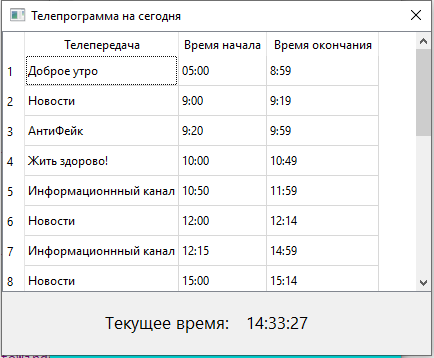 Телепрограмма на сегодня
Телепередача Время начала Время окончания
1 Доброе утро 05:00 8:59
2 Новости 9:00 9:19
3 АнтиФейк 9:20 9:59
4 Жить здорово! 10:00 10:49
5 Информационнный канал 10:50 11:59
6 Новости 12:00 12:14
7 Информационнный канал 12:15 14:59
8 Новости 15:00 15:14
Текущее время: 14:33:27